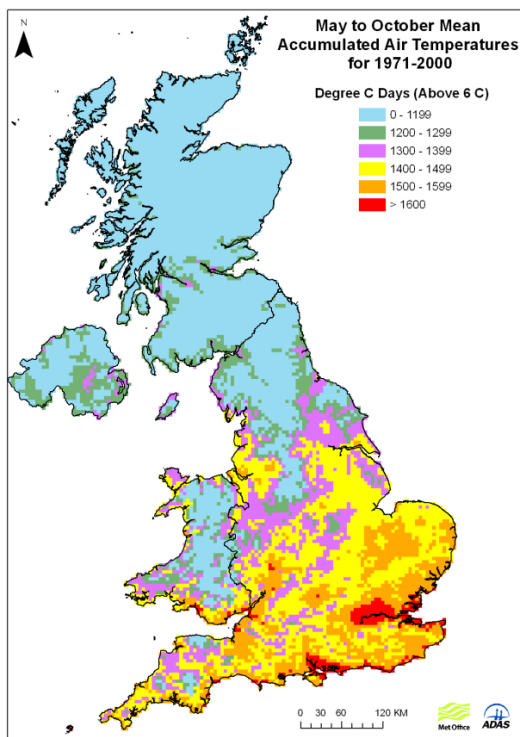 N
May to October Mean
Accumulated Air Temperatures
for 1971-2000
Degree C Days (Above 6 C)
0 - 1199
1200 - 1299
1300 - 1399
1400 - 1499
1500 - 1599
> 1600
0 30 60 120 KM
Met Office
ADAS